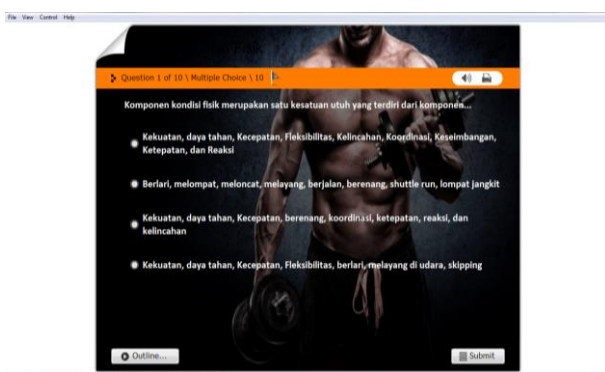 File View Control Help
Question 1 of 10 \ Multiple Choice \ 10
Komponen kondisi fisik merupakan satu kesatuan utuh yang terdiri dari komponen...
Kekuatan, daya tahan, Kecepatan, Fleksibilitas, Kelincahan, Koordinasi, Keseimbangan,
Ketepatan, dan Reaksi
Berlari, melompat, meloncat, melayang, berjalan, berenang, shuttle run, lompat jangkit
Kekuatan, daya tahan, Kecepatan, berenang, koordinasi, ketepatan, reaksi, dan
kelincahan
Kekuatan, daya tahan, Kecepatan, Fleksibilitas, berlari, melayang di udara, skipping
Outline...
Submit